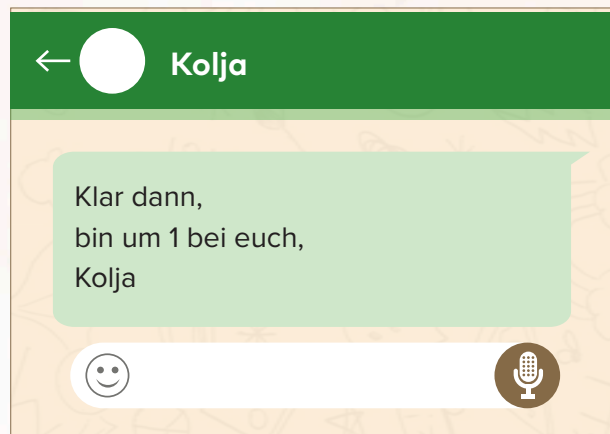 Kolja
Klar dann,
bin um 1 bei euch,
Kolja